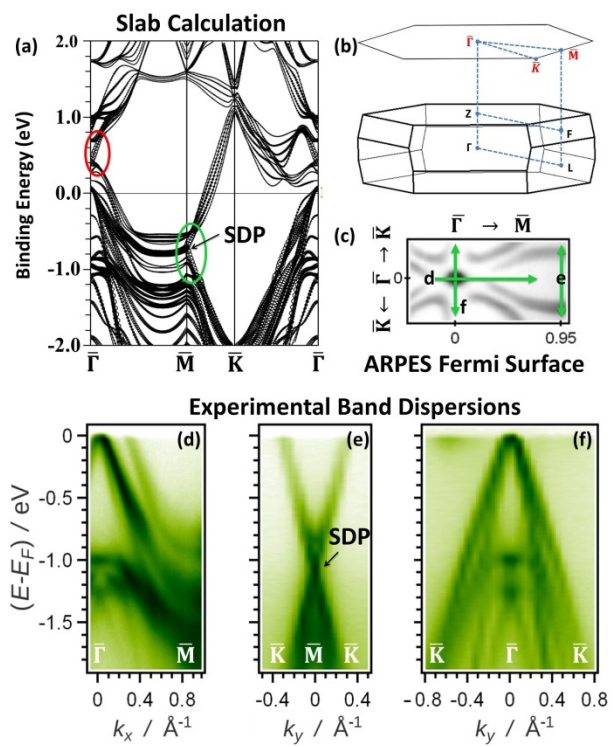 Slab Calculation
(a)
Binding Energy (eV)
2.0
1.0
0.0
-1.0
-2.0
SDP
Γ̅ M̅ K̅ Γ̅
(b)
Γ̅
M̅
K̅
Z
F
Γ
L
(c)
Γ̅ → M̅
K̅ ← Γ̅ → K̅
0
d
e
f
0 0.95
ARPES Fermi Surface
Experimental Band Dispersions
(E-E_F) / eV
0
-0.5
-1.0
-1.5
(d)
Γ̅ M̅
0.0 0.4 0.8
kₓ / Å⁻¹
(e)
SDP
K̅ M̅ K̅
-0.4 0 0.4
k_y / Å⁻¹
(f)
K̅ Γ̅ K̅
-0.8 -0.4 0 0.4 0.8
k_y / Å⁻¹